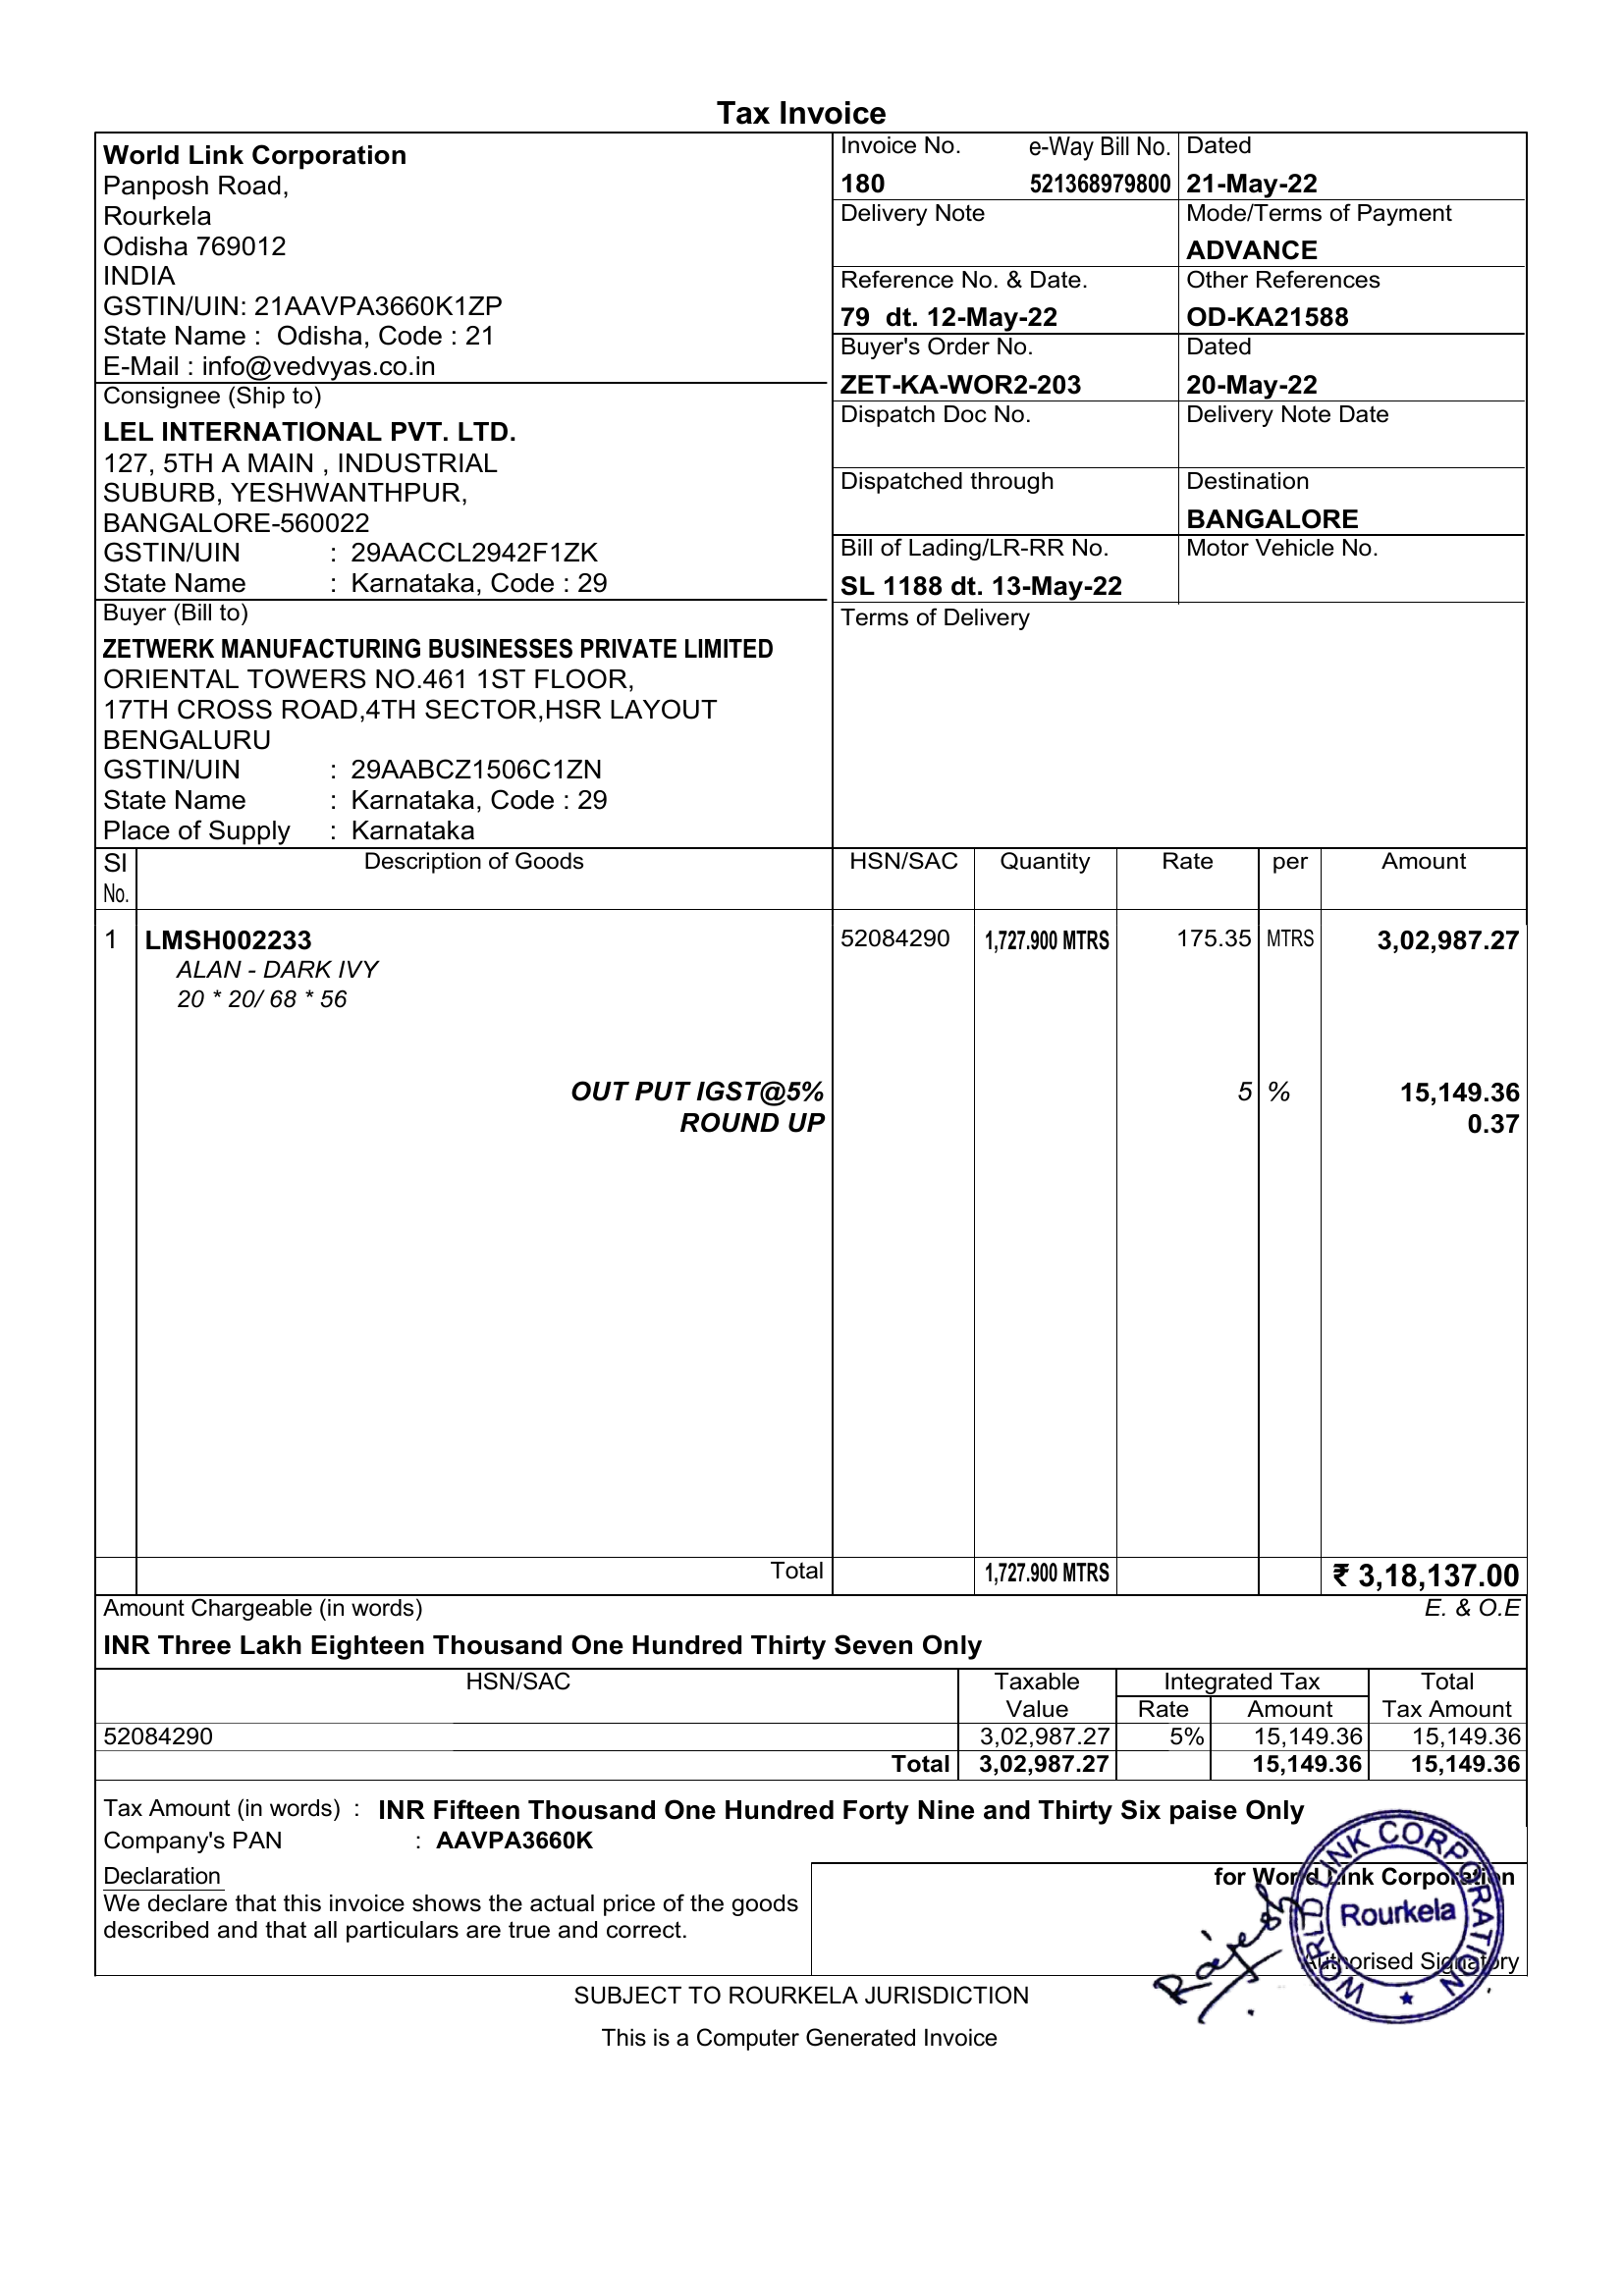 Tax Invoice
World Link Corporation
Panposh Road,
Rourkela
Odisha 769012
INDIA
GSTIN/UIN: 21AAVPA3660K1ZP
State Name : Odisha, Code : 21
E-Mail : info@vedvyas.co.in
Invoice No. e-Way Bill No. Dated
180 521368979800 21-May-22
Delivery Note Mode/Terms of Payment
ADVANCE
Reference No. & Date. Other References
79 dt. 12-May-22 OD-KA21588
Buyer's Order No. Dated
ZET-KA-WOR2-203 20-May-22
Dispatch Doc No. Delivery Note Date
Dispatched through Destination
BANGALORE
Bill of Lading/LR-RR No. Motor Vehicle No.
SL 1188 dt. 13-May-22
Terms of Delivery
Consignee (Ship to)
LEL INTERNATIONAL PVT. LTD.
127, 5TH A MAIN , INDUSTRIAL
SUBURB, YESHWANTHPUR,
BANGALORE-560022
GSTIN/UIN : 29AACCL2942F1ZK
State Name : Karnataka, Code : 29
Buyer (Bill to)
ZETWERK MANUFACTURING BUSINESSES PRIVATE LIMITED
ORIENTAL TOWERS NO.461 1ST FLOOR,
17TH CROSS ROAD,4TH SECTOR,HSR LAYOUT
BENGALURU
GSTIN/UIN : 29AABCZ1506C1ZN
State Name : Karnataka, Code : 29
Place of Supply : Karnataka
Sl No. Description of Goods HSN/SAC Quantity Rate per Amount
1 LMSH002233 52084290 1,727.900 MTRS 175.35 MTRS 3,02,987.27
ALAN - DARK IVY
20 * 20/ 68 * 56
OUT PUT IGST@5% 5 % 15,149.36
ROUND UP 0.37
Total 1,727.900 MTRS ₹ 3,18,137.00
Amount Chargeable (in words) E. & O.E
INR Three Lakh Eighteen Thousand One Hundred Thirty Seven Only
HSN/SAC Taxable Integrated Tax Total
Value Rate Amount Tax Amount
52084290 3,02,987.27 5% 15,149.36 15,149.36
Total 3,02,987.27 15,149.36 15,149.36
Tax Amount (in words) : INR Fifteen Thousand One Hundred Forty Nine and Thirty Six paise Only
Company's PAN : AAVPA3660K
Declaration
We declare that this invoice shows the actual price of the goods
described and that all particulars are true and correct.
for World Link Corporation
Authorised Signatory
WORLD LINK CORPORATION
Rourkela
Rajesh
SUBJECT TO ROURKELA JURISDICTION
This is a Computer Generated Invoice